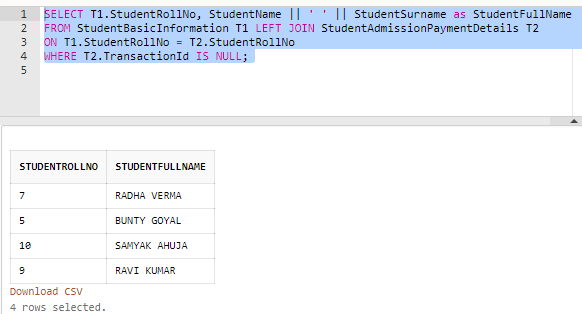 1 SELECT T1.StudentRollNo, StudentName || ' ' || StudentSurname as StudentFullName
2 FROM StudentBasicInformation T1 LEFT JOIN StudentAdmissionPaymentDetails T2
3 ON T1.StudentRollNo = T2.StudentRollNo
4 WHERE T2.TransactionId IS NULL;
5
STUDENTROLLNO STUDENTFULLNAME
7 RADHA VERMA
5 BUNTY GOYAL
10 SAMYAK AHUJA
9 RAVI KUMAR
Download CSV
4 rows selected.